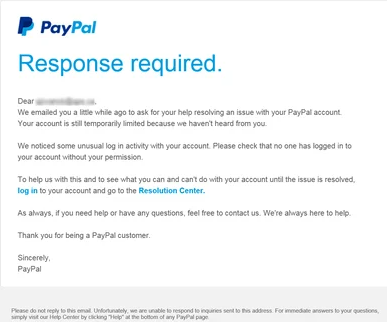 PayPal
Response required.
Dear
We emailed you a little while ago to ask for your help resolving an issue with your PayPal account.
Your account is still temporarily limited because we haven't heard from you.
We noticed some unusual log in activity with your account. Please check that no one has logged in to
your account without your permission.
To help us with this and to see what you can and can't do with your account until the issue is resolved,
log in to your account and go to the Resolution Center.
As always, if you need help or have any questions, feel free to contact us. We're always here to help.
Thank you for being a PayPal customer.
Sincerely,
PayPal
Please do not reply to this email. Unfortunately, we are unable to respond to inquiries sent to this address. For immediate answers to your questions,
simply visit our Help Center by clicking "Help" at the bottom of any PayPal page.